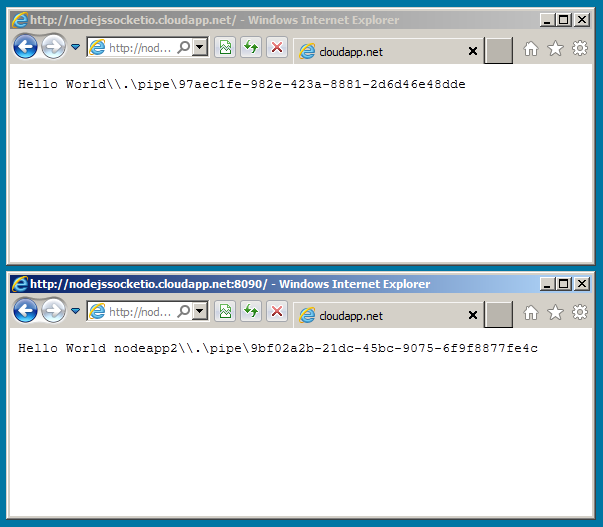 http://nodejssocketio.cloudapp.net/ - Windows Internet Explorer
http://nod...
cloudapp.net
Hello World\\.\pipe\97aec1fe-982e-423a-8881-2d6d46e48dde
http://nodejssocketio.cloudapp.net:8090/ - Windows Internet Explorer
http://nod...
cloudapp.net
Hello World nodeapp2\\.\pipe\9bf02a2b-21dc-45bc-9075-6f9f8877fe4c